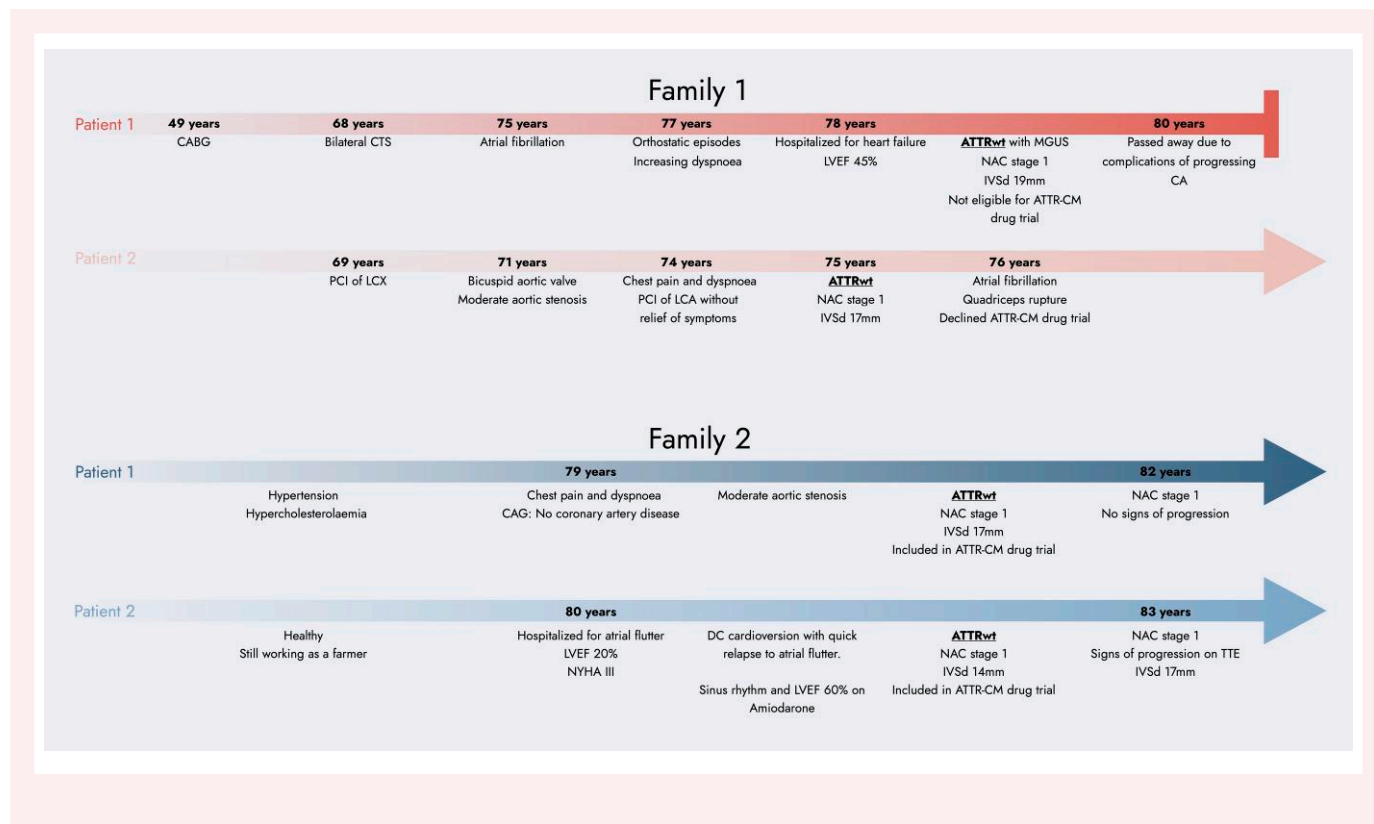 Family 1
Patient 1
49 years
CABG
68 years
Bilateral CTS
75 years
Atrial fibrillation
77 years
Orthostatic episodes
Increasing dyspnoea
78 years
Hospitalized for heart failure
LVEF 45%
ATTRwt with MGUS
NAC stage 1
IVSd 19mm
Not eligible for ATTR-CM
drug trial
80 years
Passed away due to
complications of progressing
CA
Patient 2
69 years
PCI of LCX
71 years
Bicuspid aortic valve
Moderate aortic stenosis
74 years
Chest pain and dyspnoea
PCI of LCA without
relief of symptoms
75 years
ATTRwt
NAC stage 1
IVSd 17mm
76 years
Atrial fibrillation
Quadriceps rupture
Declined ATTR-CM drug trial
Family 2
Patient 1
Hypertension
Hypercholesterolaemia
79 years
Chest pain and dyspnoea
CAG: No coronary artery disease
Moderate aortic stenosis
ATTRwt
NAC stage 1
IVSd 17mm
Included in ATTR-CM drug trial
82 years
NAC stage 1
No signs of progression
Patient 2
Healthy
Still working as a farmer
80 years
Hospitalized for atrial flutter
LVEF 20%
NYHA III
DC cardioversion with quick
relapse to atrial flutter.
Sinus rhythm and LVEF 60% on
Amiodarone
ATTRwt
NAC stage 1
IVSd 14mm
Included in ATTR-CM drug trial
83 years
NAC stage 1
Signs of progression on TTE
IVSd 17mm